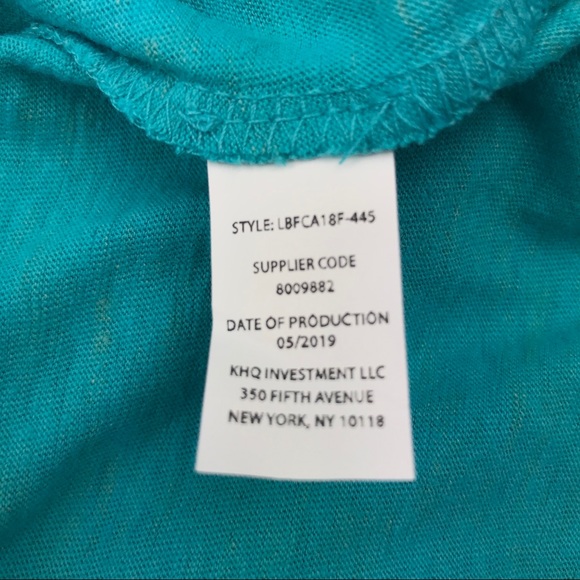 STYLE: LBFCA18F-445
SUPPLIER CODE
8009882
DATE OF PRODUCTION
05/2019
KHQ INVESTMENT LLC
350 FIFTH AVENUE
NEW YORK, NY 10118